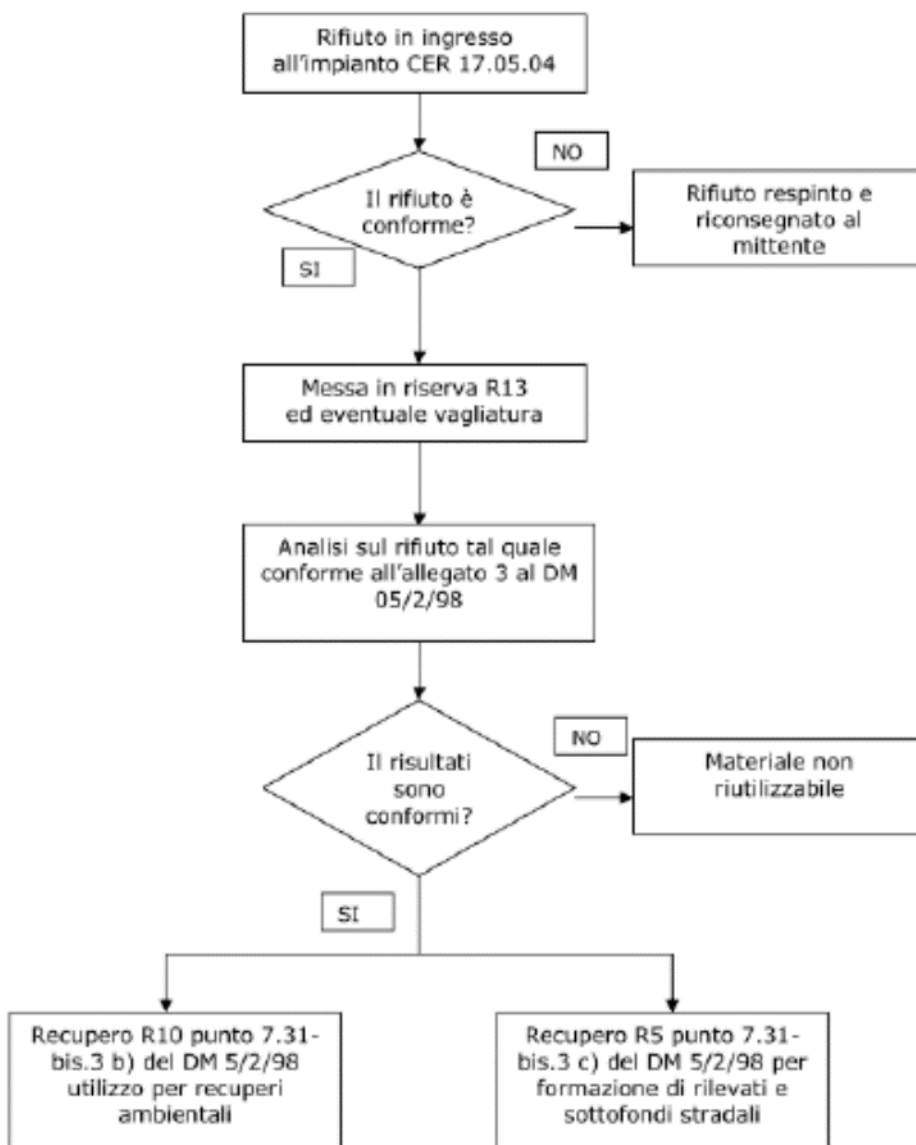 Rifiuto in ingresso
all'impianto CER 17.05.04
NO
Il rifiuto è
conforme?
Rifiuto respinto e
riconsegnato al
mittente
SI
Messa in riserva R13
ed eventuale vagliatura
Analisi sul rifiuto tal quale
conforme all'allegato 3 al DM
05/2/98
NO
Il risultati
sono
conformi?
Materiale non
riutilizzabile
SI
Recupero R10 punto 7.31-
bis.3 b) del DM 5/2/98
utilizzo per recuperi
ambientali
Recupero R5 punto 7.31-
bis.3 c) del DM 5/2/98 per
formazione di rilevati e
sottofondi stradali